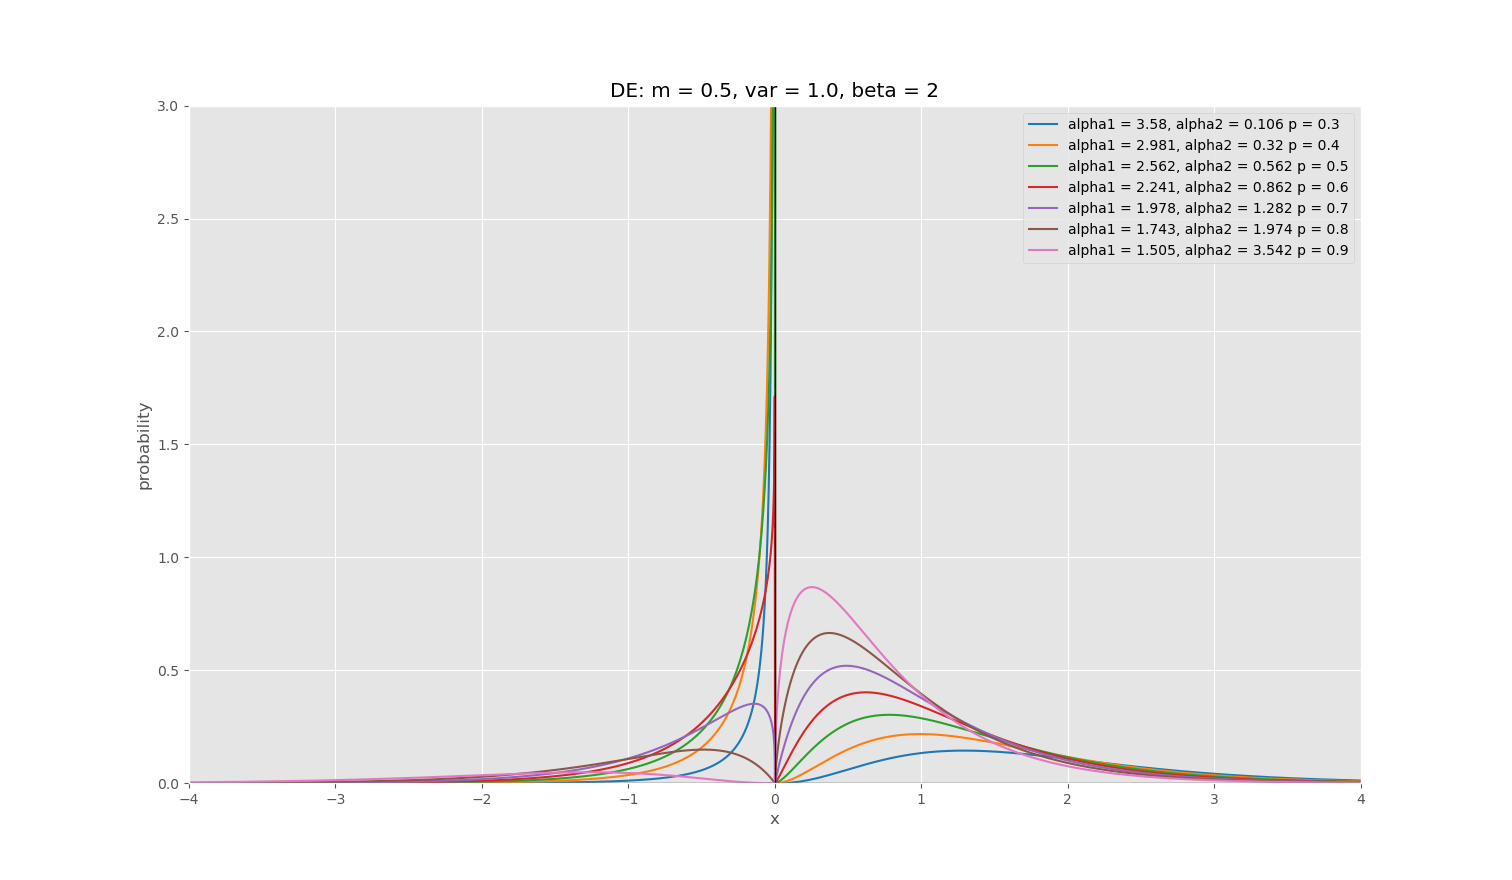 DE: m = 0.5, var = 1.0, beta = 2
3.0
2.5
2.0
1.5
1.0
0.5
0.0
probability
alpha1 = 3.58, alpha2 = 0.106 p = 0.3
alpha1 = 2.981, alpha2 = 0.32 p = 0.4
alpha1 = 2.562, alpha2 = 0.562 p = 0.5
alpha1 = 2.241, alpha2 = 0.862 p = 0.6
alpha1 = 1.978, alpha2 = 1.282 p = 0.7
alpha1 = 1.743, alpha2 = 1.974 p = 0.8
alpha1 = 1.505, alpha2 = 3.542 p = 0.9
−4 −3 −2 −1 0 1 2 3 4
x